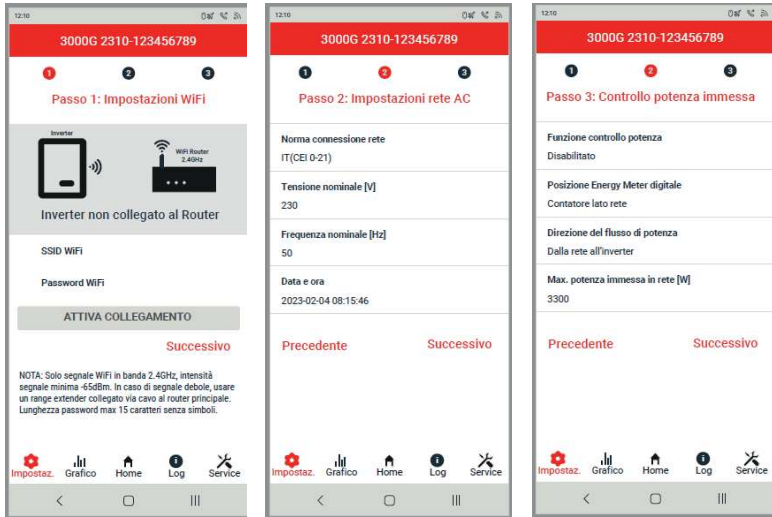 12:10
3000G 2310-123456789
1 2 3
Passo 1: Impostazioni WiFi
Inverter
WiFi Router
2.4GHz
Inverter non collegato al Router
SSID WiFi
Password WiFi
ATTIVA COLLEGAMENTO
Successivo
NOTA: Solo segnale WiFi in banda 2.4GHz, intensità
segnale minima -65dBm. In caso di segnale debole, usare
un range extender collegato via cavo al router principale.
Lunghezza password max 15 caratteri senza simboli.
Impostaz. Grafico Home Log Service
12:10
3000G 2310-123456789
1 2 3
Passo 2: Impostazioni rete AC
Norma connessione rete
IT(CEI 0-21)
Tensione nominale [V]
230
Frequenza nominale [Hz]
50
Data e ora
2023-02-04 08:15:46
Precedente Successivo
Impostaz. Grafico Home Log Service
12:10
3000G 2310-123456789
1 2 3
Passo 3: Controllo potenza immessa
Funzione controllo potenza
Disabilitato
Posizione Energy Meter digitale
Contatore lato rete
Direzione del flusso di potenza
Dalla rete all'inverter
Max. potenza immessa in rete [W]
3300
Precedente Successivo
Impostaz. Grafico Home Log Service